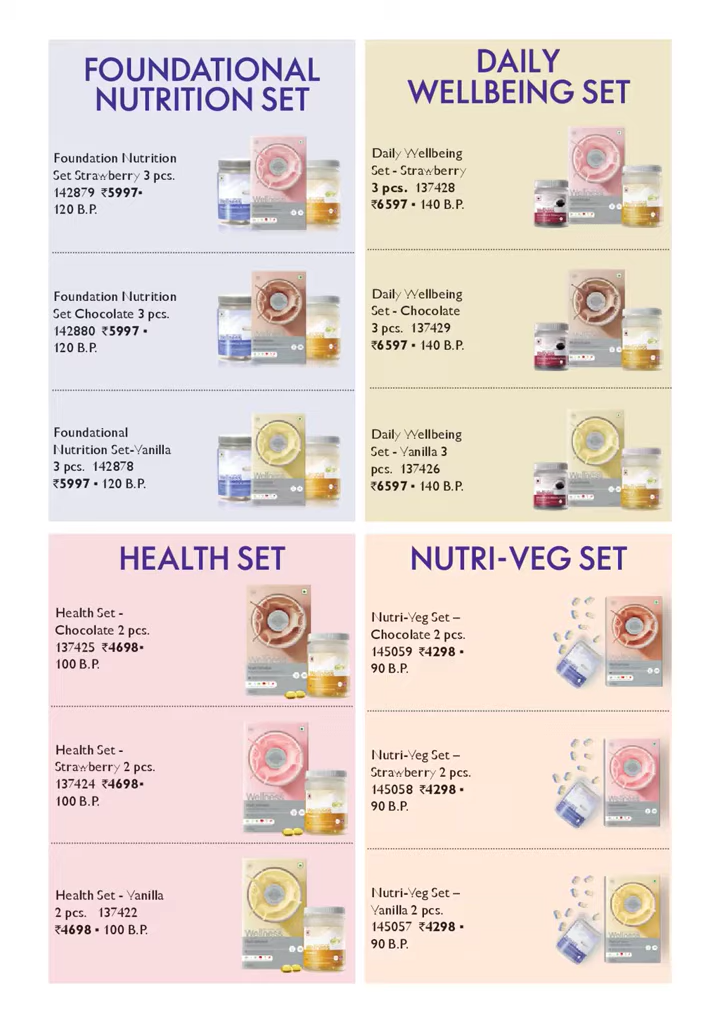 FOUNDATIONAL
NUTRITION SET
Foundation Nutrition
Set Strawberry 3 pcs.
142879 ₹5997•
120 B.P.
Foundation Nutrition
Set Chocolate 3 pcs.
142880 ₹5997 •
120 B.P.
Foundational
Nutrition Set-Vanilla
3 pcs. 142878
₹5997 • 120 B.P.
DAILY
WELLBEING SET
Daily Wellbeing
Set - Strawberry
3 pcs. 137428
₹6597 • 140 B.P.
Daily Wellbeing
Set - Chocolate
3 pcs. 137429
₹6597 • 140 B.P.
Daily Wellbeing
Set - Vanilla 3
pcs. 137426
₹6597 • 140 B.P.
HEALTH SET
Health Set -
Chocolate 2 pcs.
137425 ₹4698•
100 B.P.
Health Set -
Strawberry 2 pcs.
137424 ₹4698•
100 B.P.
Health Set - Vanilla
2 pcs. 137422
₹4698 • 100 B.P.
NUTRI-VEG SET
Nutri-Veg Set –
Chocolate 2 pcs.
145059 ₹4298 •
90 B.P.
Nutri-Veg Set –
Strawberry 2 pcs.
145058 ₹4298 •
90 B.P.
Nutri-Veg Set –
Vanilla 2 pcs.
145057 ₹4298 •
90 B.P.